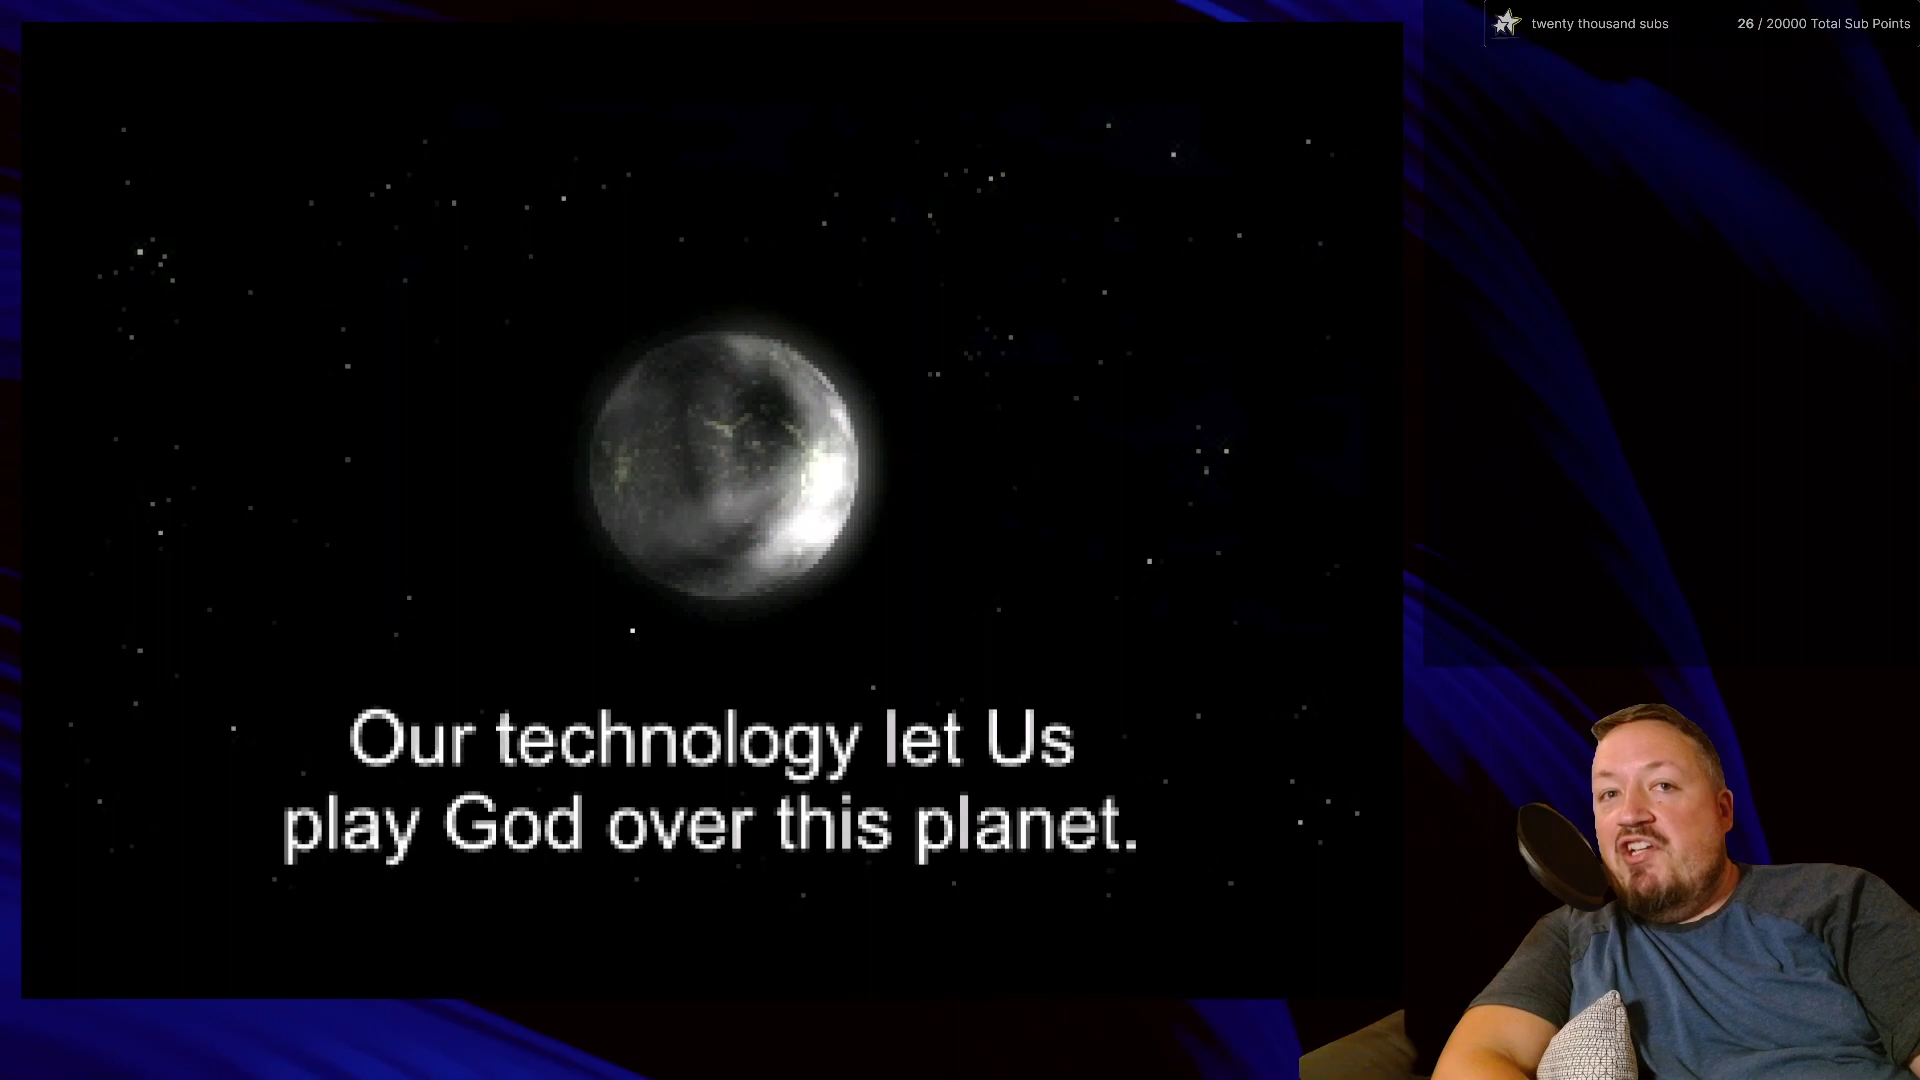 twenty thousand subs 26 / 20000 Total Sub Points
Our technology let Us
play God over this planet.